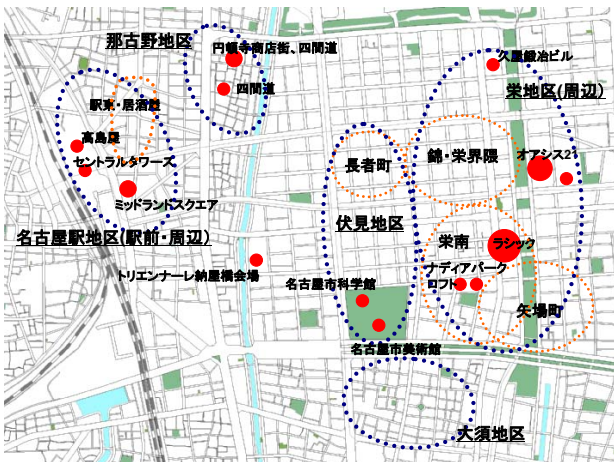 那古野地区
円頓寺商店街、四間道
久屋鍛冶ビル
四間道
栄地区(周辺)
駅東・居酒屋
高島屋
長者町
錦・栄界隈
オアシス21
セントラルタワーズ
ミッドランドスクエア
伏見地区
名古屋駅地区(駅前・周辺)
栄南
ラシック
トリエンナーレ納屋橋会場
ナディアパーク
名古屋市科学館
ロフト
矢場町
名古屋市美術館
大須地区